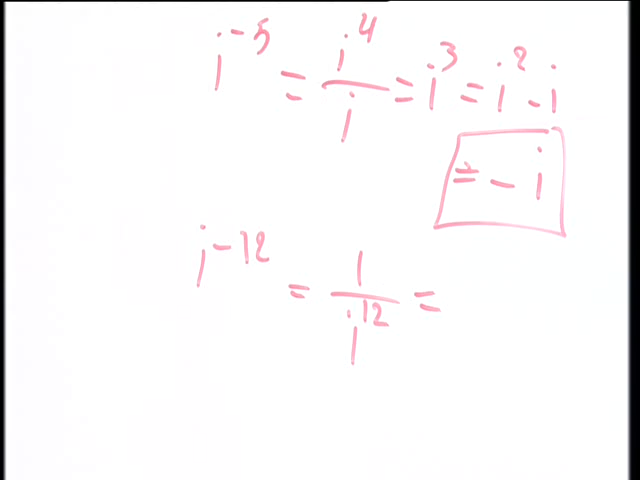 i^-5 = i^4/i = i^3 = i^2 · i
= - i
i^-12 = 1/i^12 =